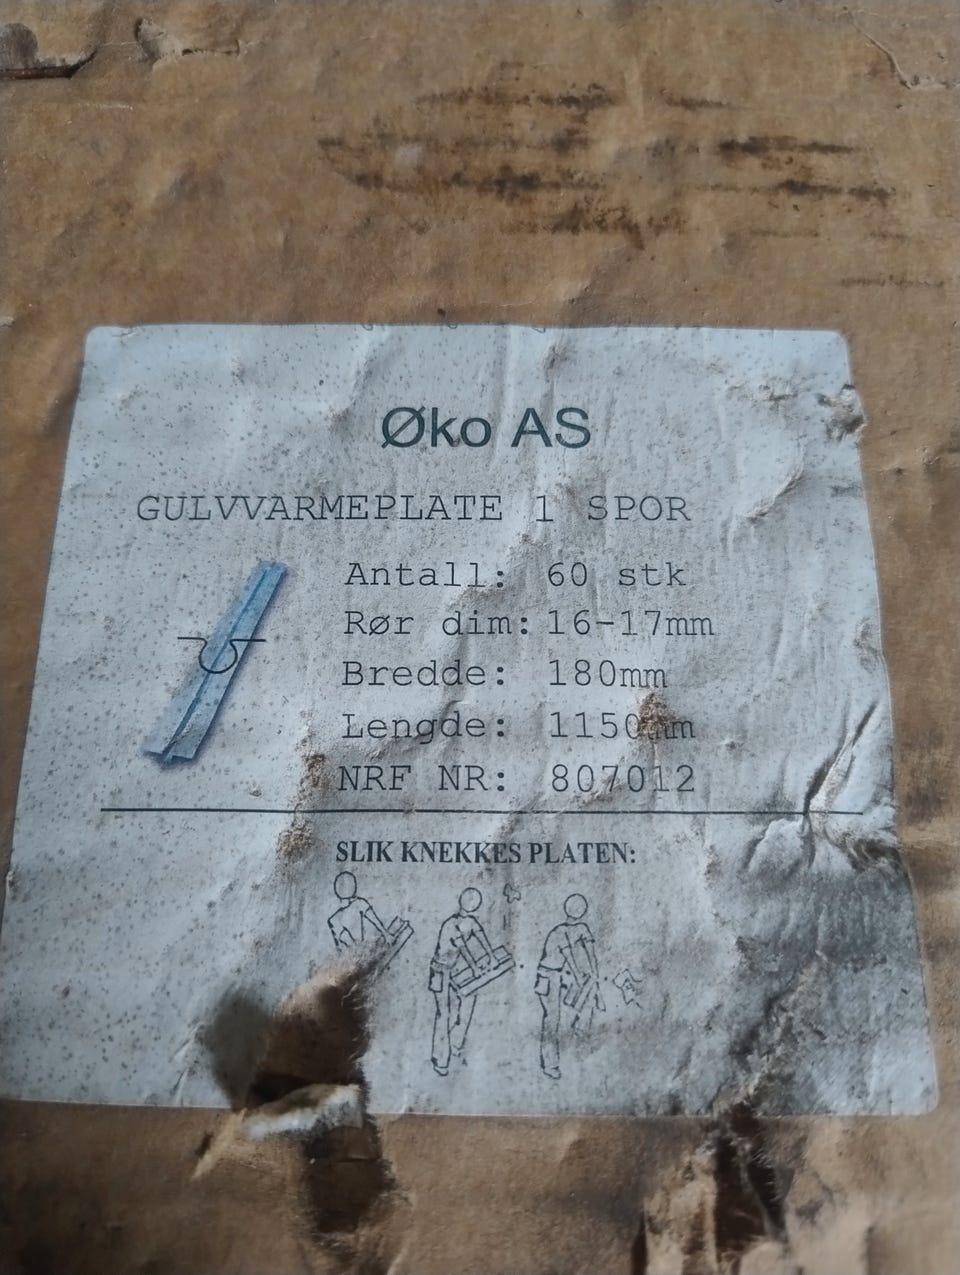 Øko AS
GULVVARMEPLATE 1 SPOR
Antall: 60 stk
Rør dim: 16-17mm
Bredde: 180mm
Lengde: 1150mm
NRF NR: 807012
SLIK KNEKKES PLATEN: